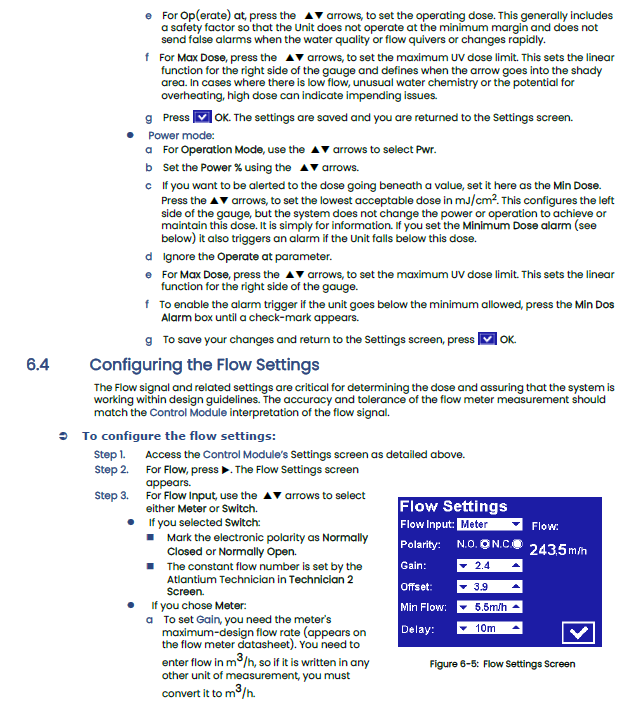 e For Op(erate) at, press the ▲▼ arrows, to set the operating dose. This generally includes
a safety factor so that the Unit does not operate at the minimum margin and does not
send false alarms when the water quality or flow quivers or changes rapidly.
f For Max Dose, press the ▲▼ arrows, to set the maximum UV dose limit. This sets the linear
function for the right side of the gauge and defines when the arrow goes into the shady
area. In cases where there is low flow, unusual water chemistry or the potential for
overheating, high dose can indicate impending issues.
g Press ☑ OK. The settings are saved and you are returned to the Settings screen.
● Power mode:
a For Operation Mode, use the ▲▼ arrows to select Pwr.
b Set the Power % using the ▲▼ arrows.
c If you want to be alerted to the dose going beneath a value, set it here as the Min Dose.
Press the ▲▼ arrows, to set the lowest acceptable dose in mJ/cm². This configures the left
side of the gauge, but the system does not change the power or operation to achieve or
maintain this dose. It is simply for information. If you set the Minimum Dose alarm (see
below) it also triggers an alarm if the Unit falls below this dose.
d Ignore the Operate at parameter.
e For Max Dose, press the ▲▼ arrows, to set the maximum UV dose limit. This sets the linear
function for the right side of the gauge.
f To enable the alarm trigger if the unit goes below the minimum allowed, press the Min Dos
Alarm box until a check-mark appears.
g To save your changes and return to the Settings screen, press ☑ OK.
6.4 Configuring the Flow Settings
The Flow signal and related settings are critical for determining the dose and assuring that the system is
working within design guidelines. The accuracy and tolerance of the flow meter measurement should
match the Control Module interpretation of the flow signal.
➲ To configure the flow settings:
Step 1. Access the Control Module's Settings screen as detailed above.
Step 2. For Flow, press ▶. The Flow Settings screen
appears.
Step 3. For Flow Input, use the ▲▼ arrows to select
either Meter or Switch.
● If you selected Switch:
■ Mark the electronic polarity as Normally
Closed or Normally Open.
■ The constant flow number is set by the
Atlantium Technician in Technician 2
Screen.
● If you chose Meter:
a To set Gain, you need the meter's
maximum-design flow rate (appears on
the flow meter datasheet). You need to
enter flow in m³/h, so if it is written in any
other unit of measurement, you must
convert it to m³/h.
Flow Settings
Flow Input: Meter ▼ Flow:
Polarity: N.O. N.C. 243.5 m/h
Gain: ▼ 2.4 ▲
Offset: ▼ 3.9 ▲
Min Flow: ▼ 5.5m/h ▲
Delay: ▼ 10m ▲
Figure 6-5: Flow Settings Screen